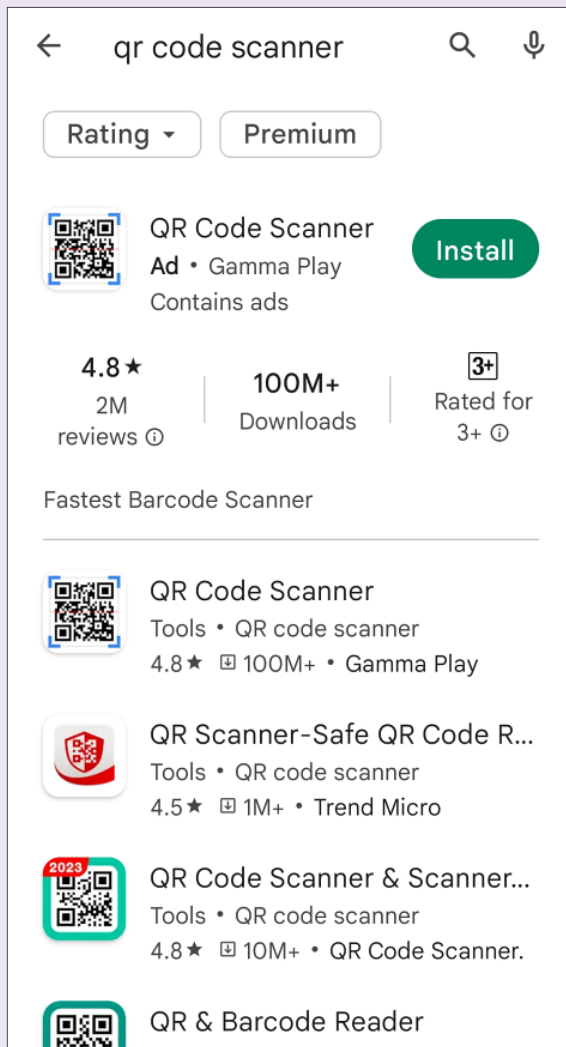 qr code scanner
Rating Premium
QR Code Scanner
Ad • Gamma Play
Install
Contains ads
4.8★
2M
reviews
100M+
Downloads
3+
Rated for
3+
Fastest Barcode Scanner
QR Code Scanner
Tools • QR code scanner
4.8★ 100M+ • Gamma Play
QR Scanner-Safe QR Code R...
Tools • QR code scanner
4.5★ 1M+ • Trend Micro
2023
QR Code Scanner & Scanner...
Tools • QR code scanner
4.8★ 10M+ • QR Code Scanner.
QR & Barcode Reader